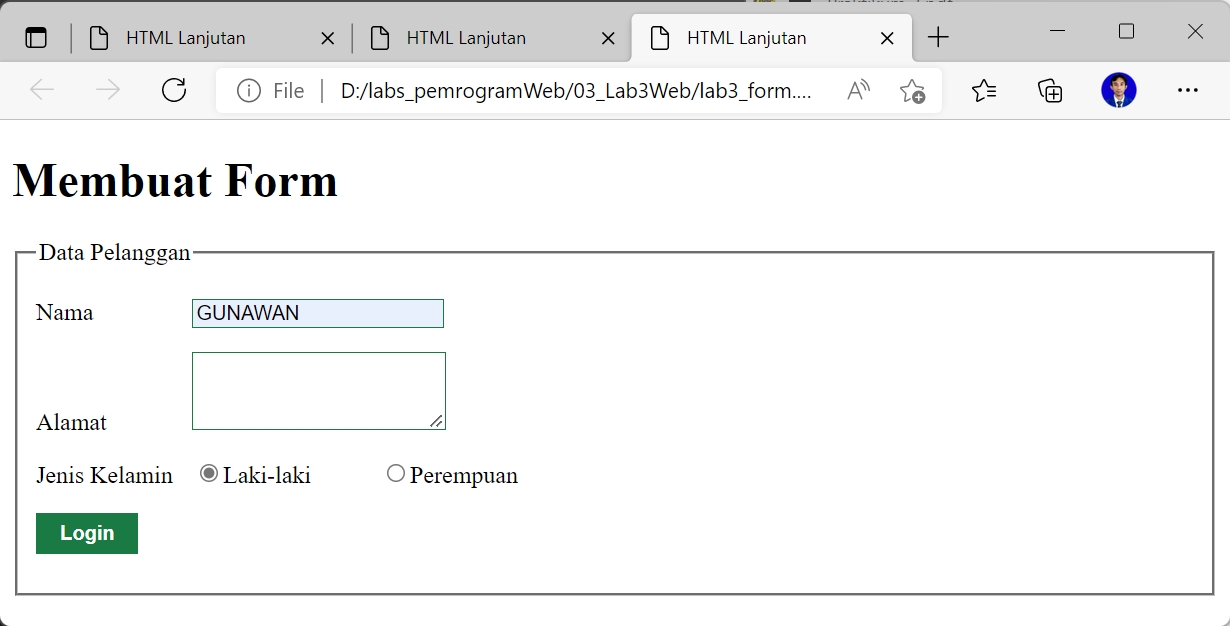 HTML Lanjutan HTML Lanjutan HTML Lanjutan
File D:/labs_pemrogramWeb/03_Lab3Web/lab3_form....
Membuat Form
Data Pelanggan
Nama GUNAWAN
Alamat
Jenis Kelamin Laki-laki Perempuan
Login